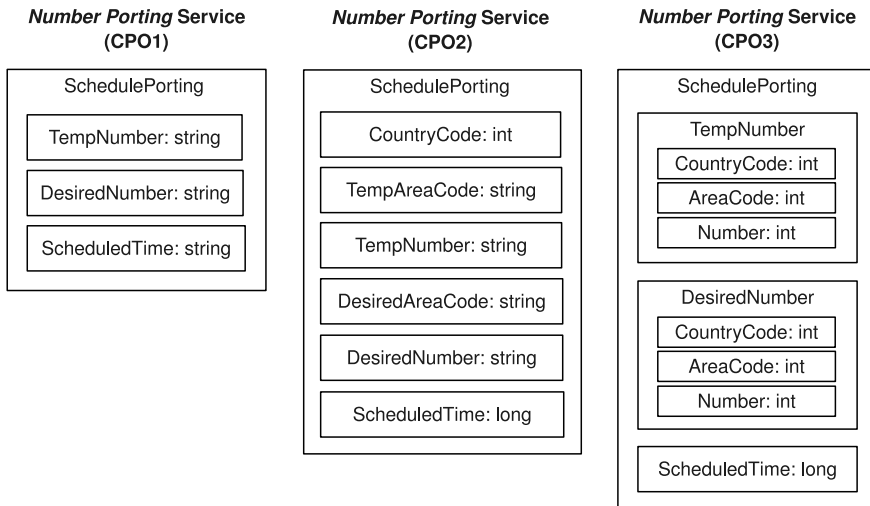 Number Porting Service
(CPO1)
SchedulePorting
TempNumber: string
DesiredNumber: string
ScheduledTime: string
Number Porting Service
(CPO2)
SchedulePorting
CountryCode: int
TempAreaCode: string
TempNumber: string
DesiredAreaCode: string
DesiredNumber: string
ScheduledTime: long
Number Porting Service
(CPO3)
SchedulePorting
TempNumber
CountryCode: int
AreaCode: int
Number: int
DesiredNumber
CountryCode: int
AreaCode: int
Number: int
ScheduledTime: long